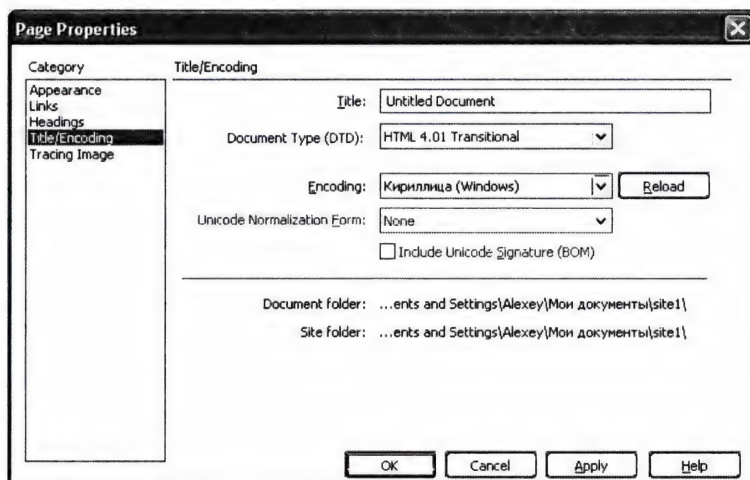 Page Properties
Category
Title/Encoding
Appearance
Links
Headings
Title/Encoding
Tracing Image
Title: Untitled Document
Document Type (DTD): HTML 4.01 Transitional
Encoding: Кириллица (Windows) Reload
Unicode Normalization Form: None
Include Unicode Signature (BOM)
Document folder: ...ents and Settings\Alexey\Мои документы\site1\
Site folder: ...ents and Settings\Alexey\Мои документы\site1\
OK Cancel Apply Help